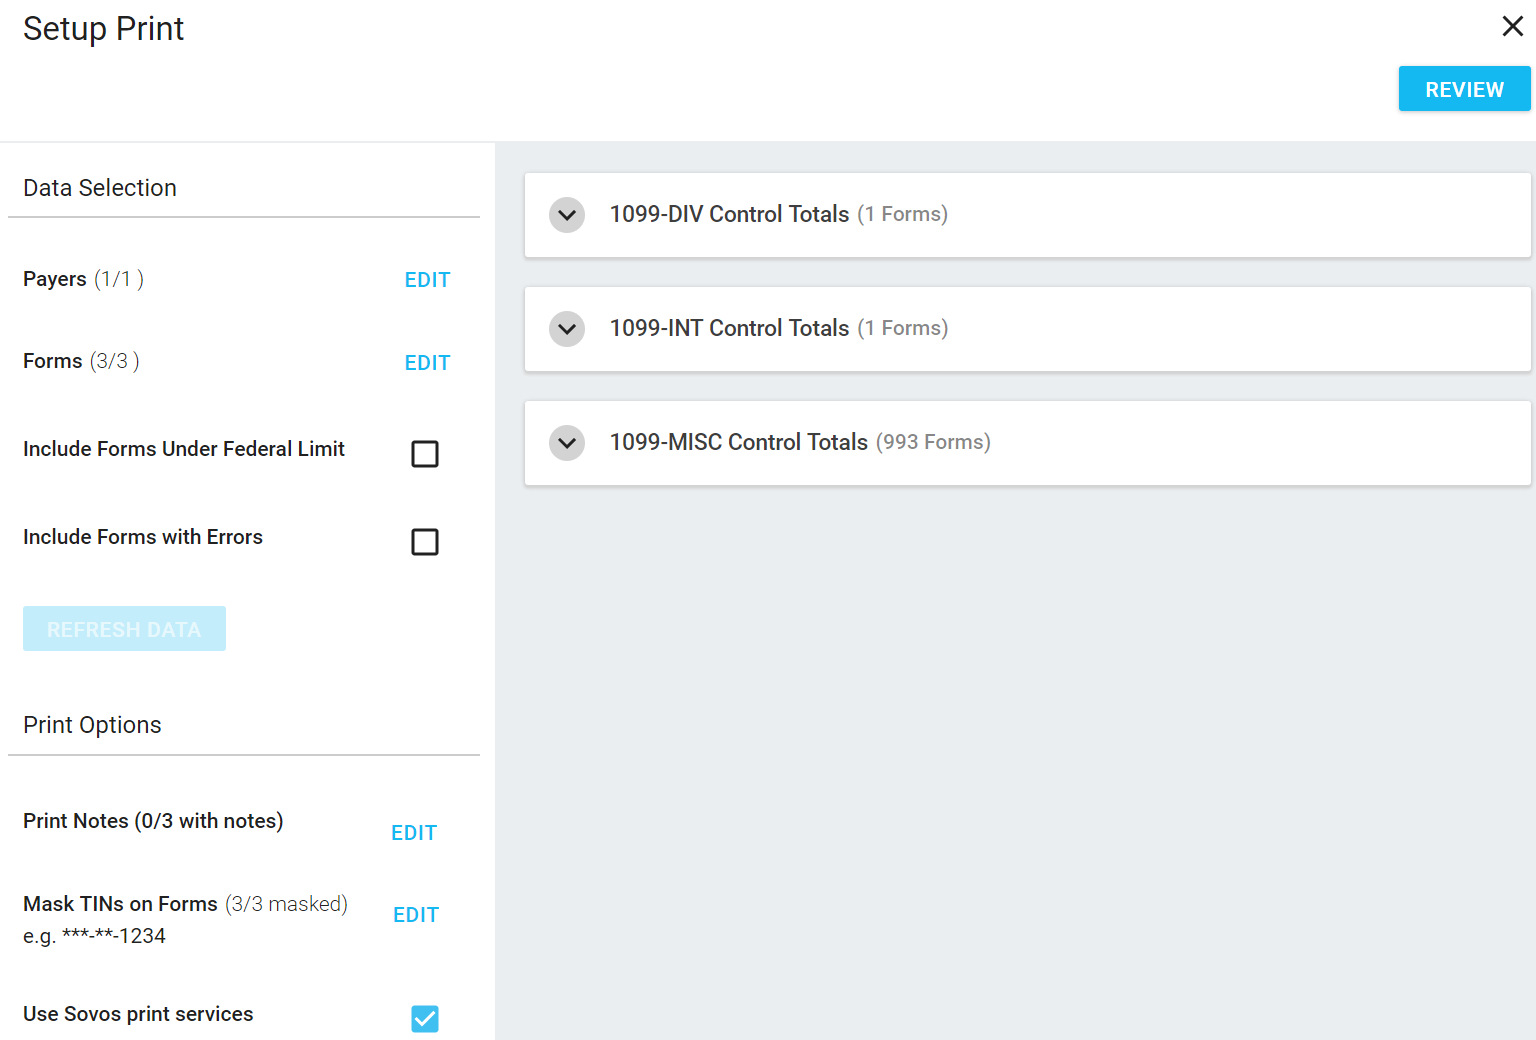 Setup Print
REVIEW
Data Selection
Payers (1/1 )
EDIT
Forms (3/3 )
EDIT
Include Forms Under Federal Limit
Include Forms with Errors
REFRESH DATA
Print Options
Print Notes (0/3 with notes)
EDIT
Mask TINs on Forms (3/3 masked)
e.g. ***-**-1234
EDIT
Use Sovos print services
1099-DIV Control Totals (1 Forms)
1099-INT Control Totals (1 Forms)
1099-MISC Control Totals (993 Forms)